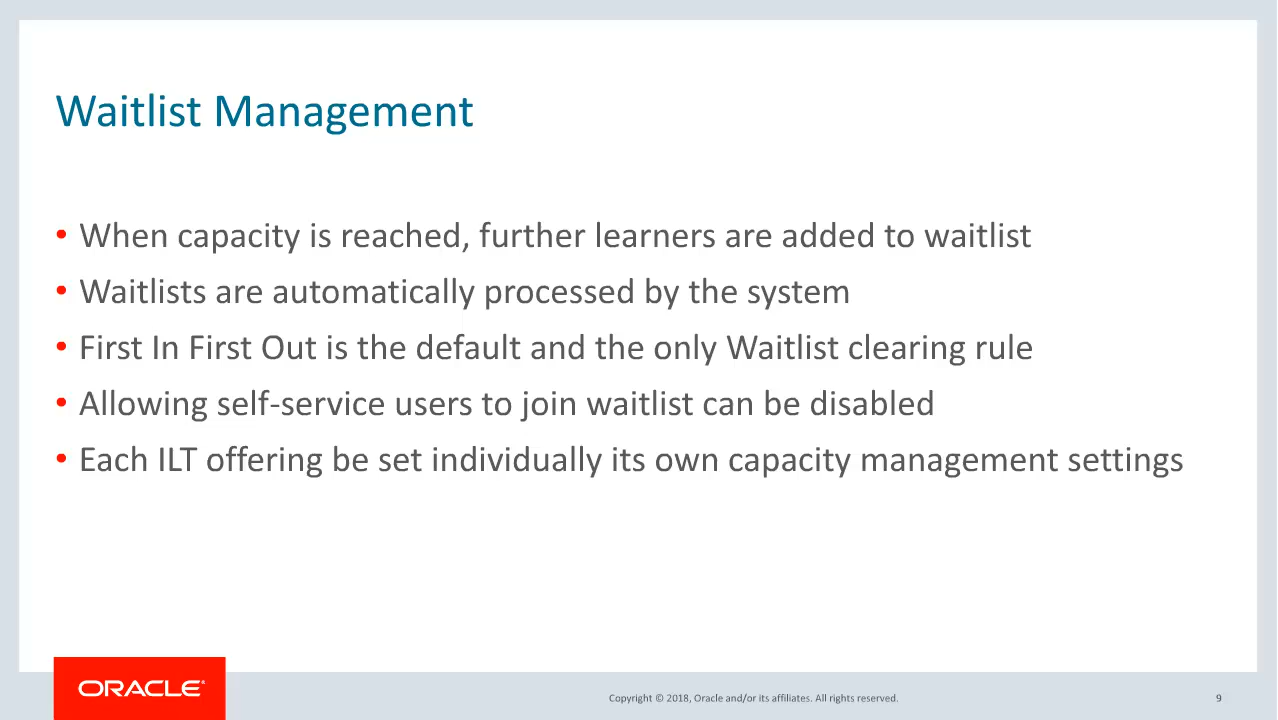 Waitlist Management
• When capacity is reached, further learners are added to waitlist
• Waitlists are automatically processed by the system
• First In First Out is the default and the only Waitlist clearing rule
• Allowing self-service users to join waitlist can be disabled
• Each ILT offering be set individually its own capacity management settings
ORACLE®
Copyright © 2018, Oracle and/or its affiliates. All rights reserved.
9